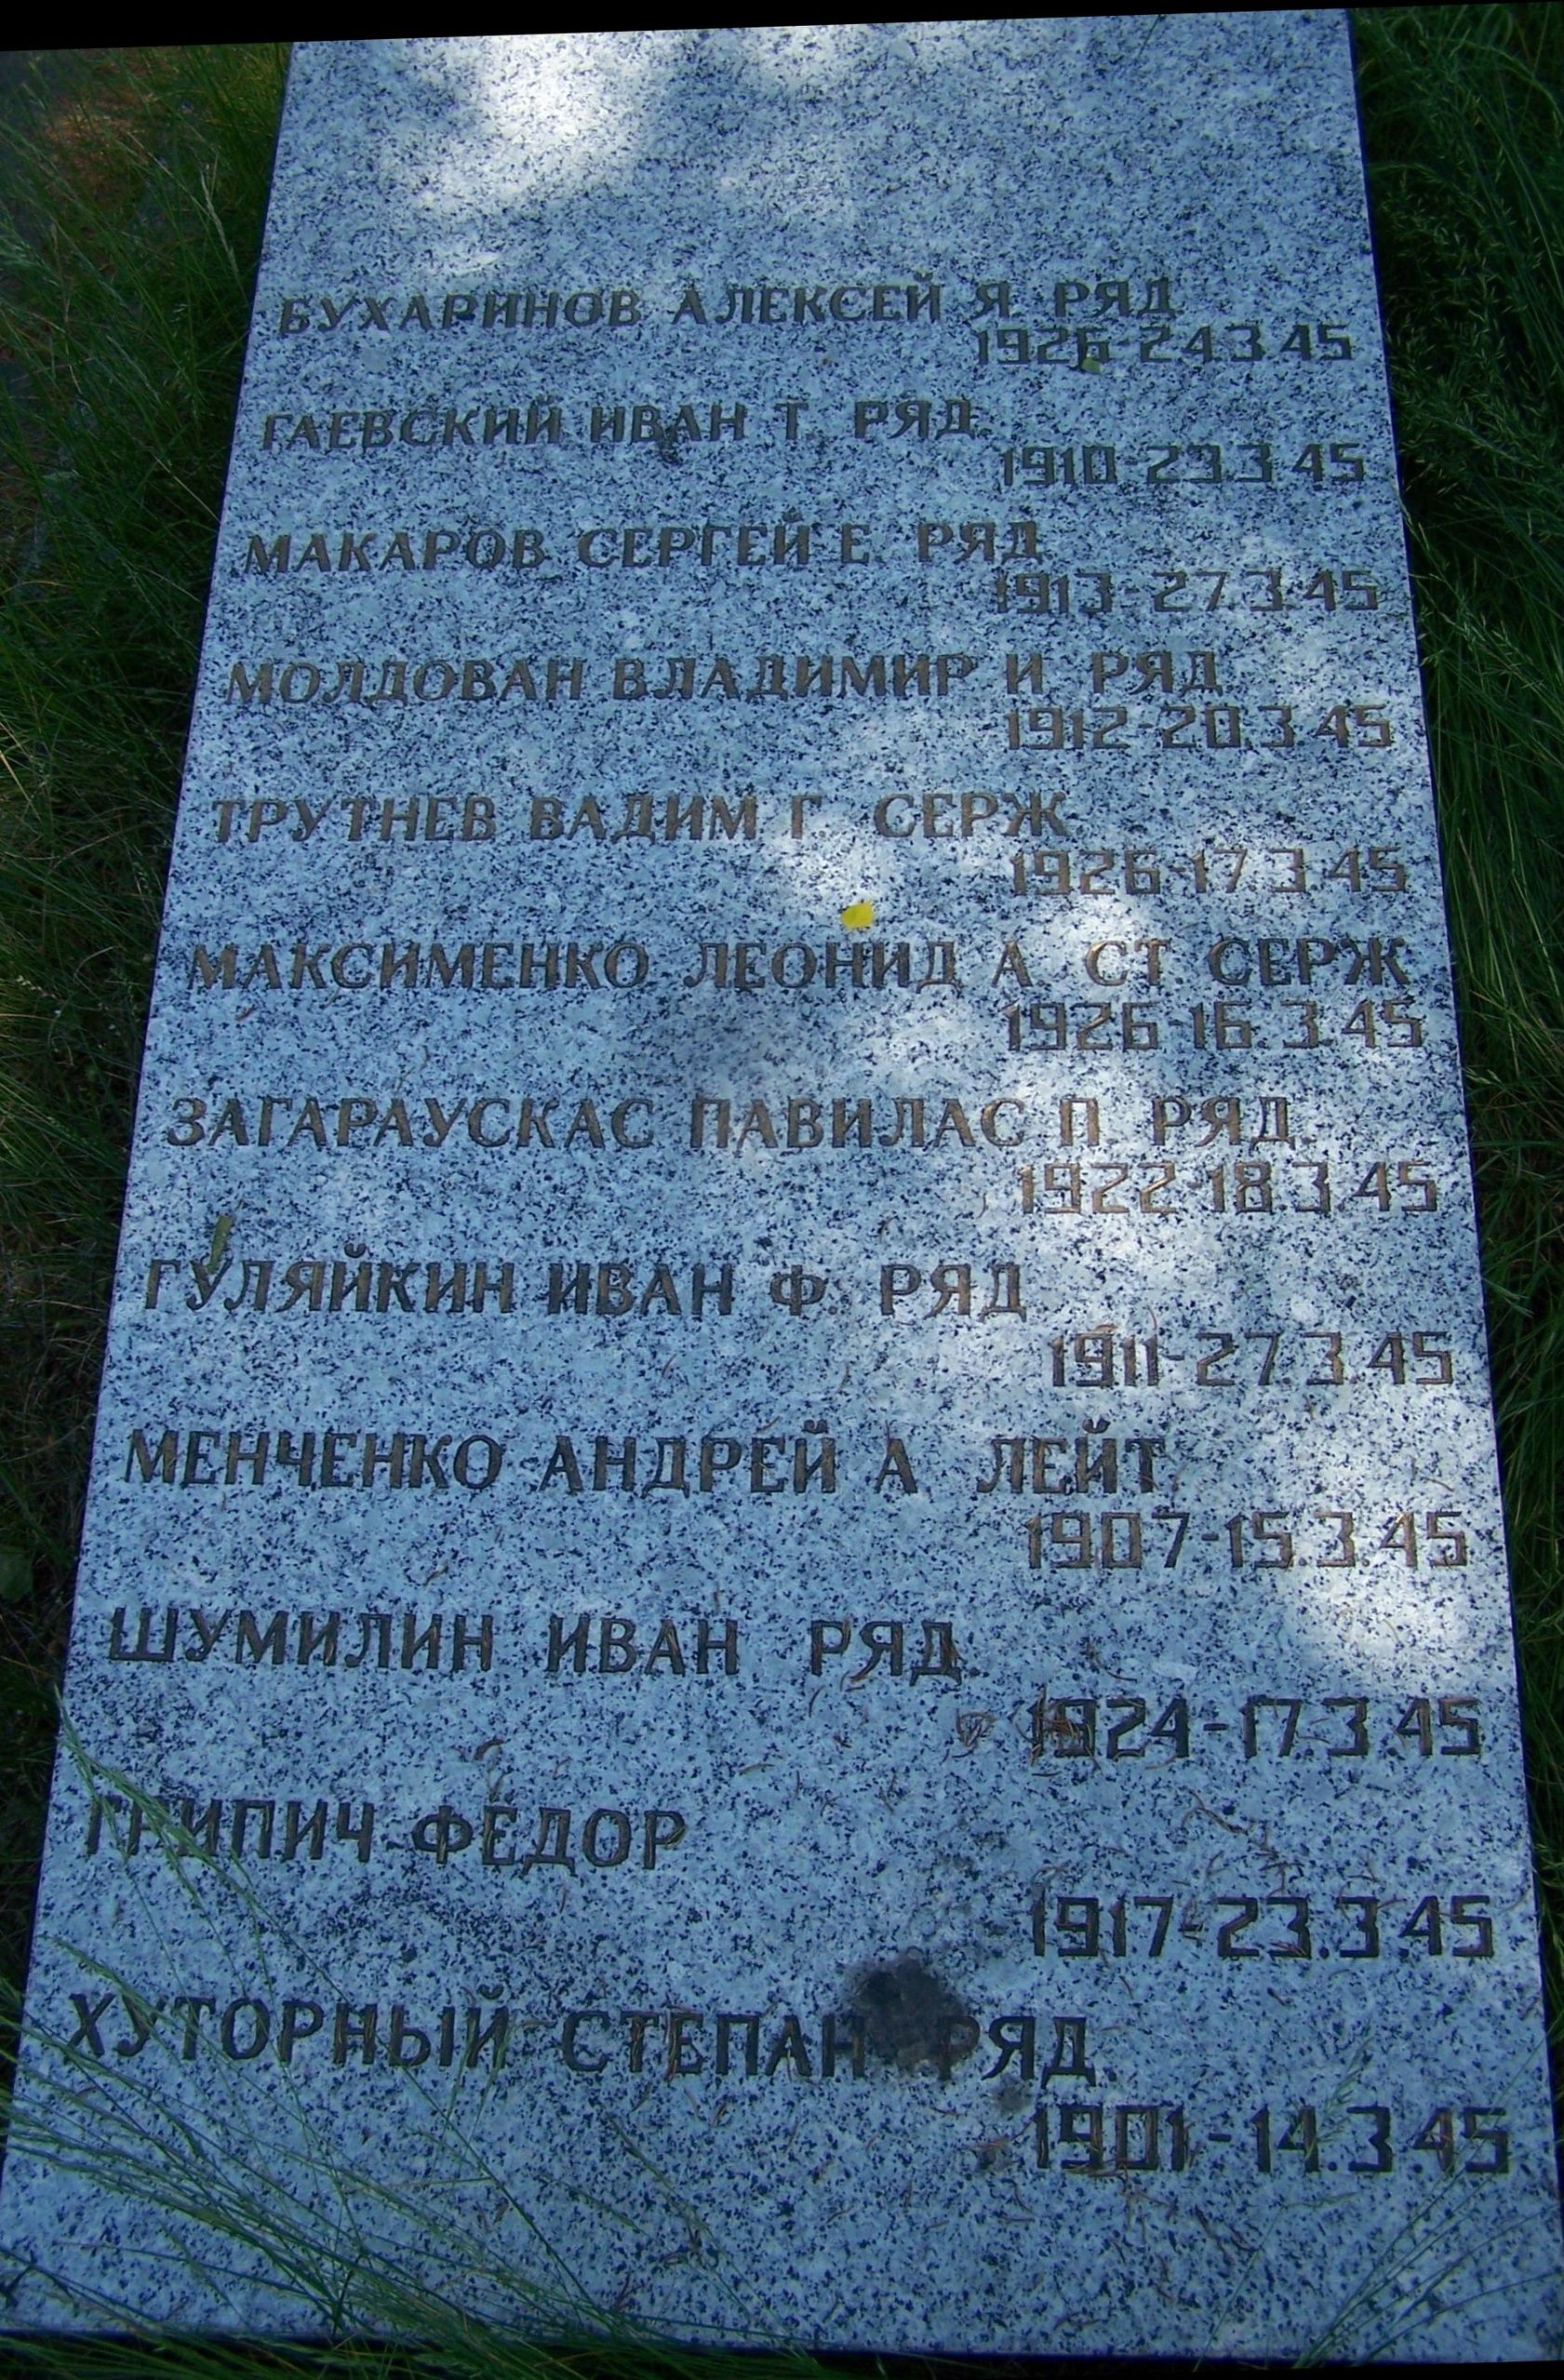 БУХАРИНОВ АЛЕКСЕЙ Я. РЯД
1926-24.3.45
ГАЕВСКИЙ ИВАН Т. РЯД.
1910-23.3.45
МАКАРОВ СЕРГЕЙ Е. РЯД
1913-27.3.45
МОЛДОВАН ВЛАДИМИР И. РЯД.
1912-20.3.45
ТРУТНЕВ ВАДИМ Г. СЕРЖ
1926-17.3.45
МАКСИМЕНКО ЛЕОНИД А. СТ СЕРЖ
1926-16.3.45
ЗАГАРАУСКАС ПАВИЛАС П. РЯД.
1922-18.3.45
ГУЛЯЙКИН ИВАН Ф. РЯД
1911-27.3.45
МЕНЧЕНКО АНДРЕЙ А ЛЕЙТ.
1907-15.3.45
ШУМИЛИН ИВАН РЯД.
1924-17.3.45
ГРИПИЧ ФЁДОР
1917-23.3.45
ХУТОРНЫЙ СТЕПАН РЯД.
1901-14.3.45